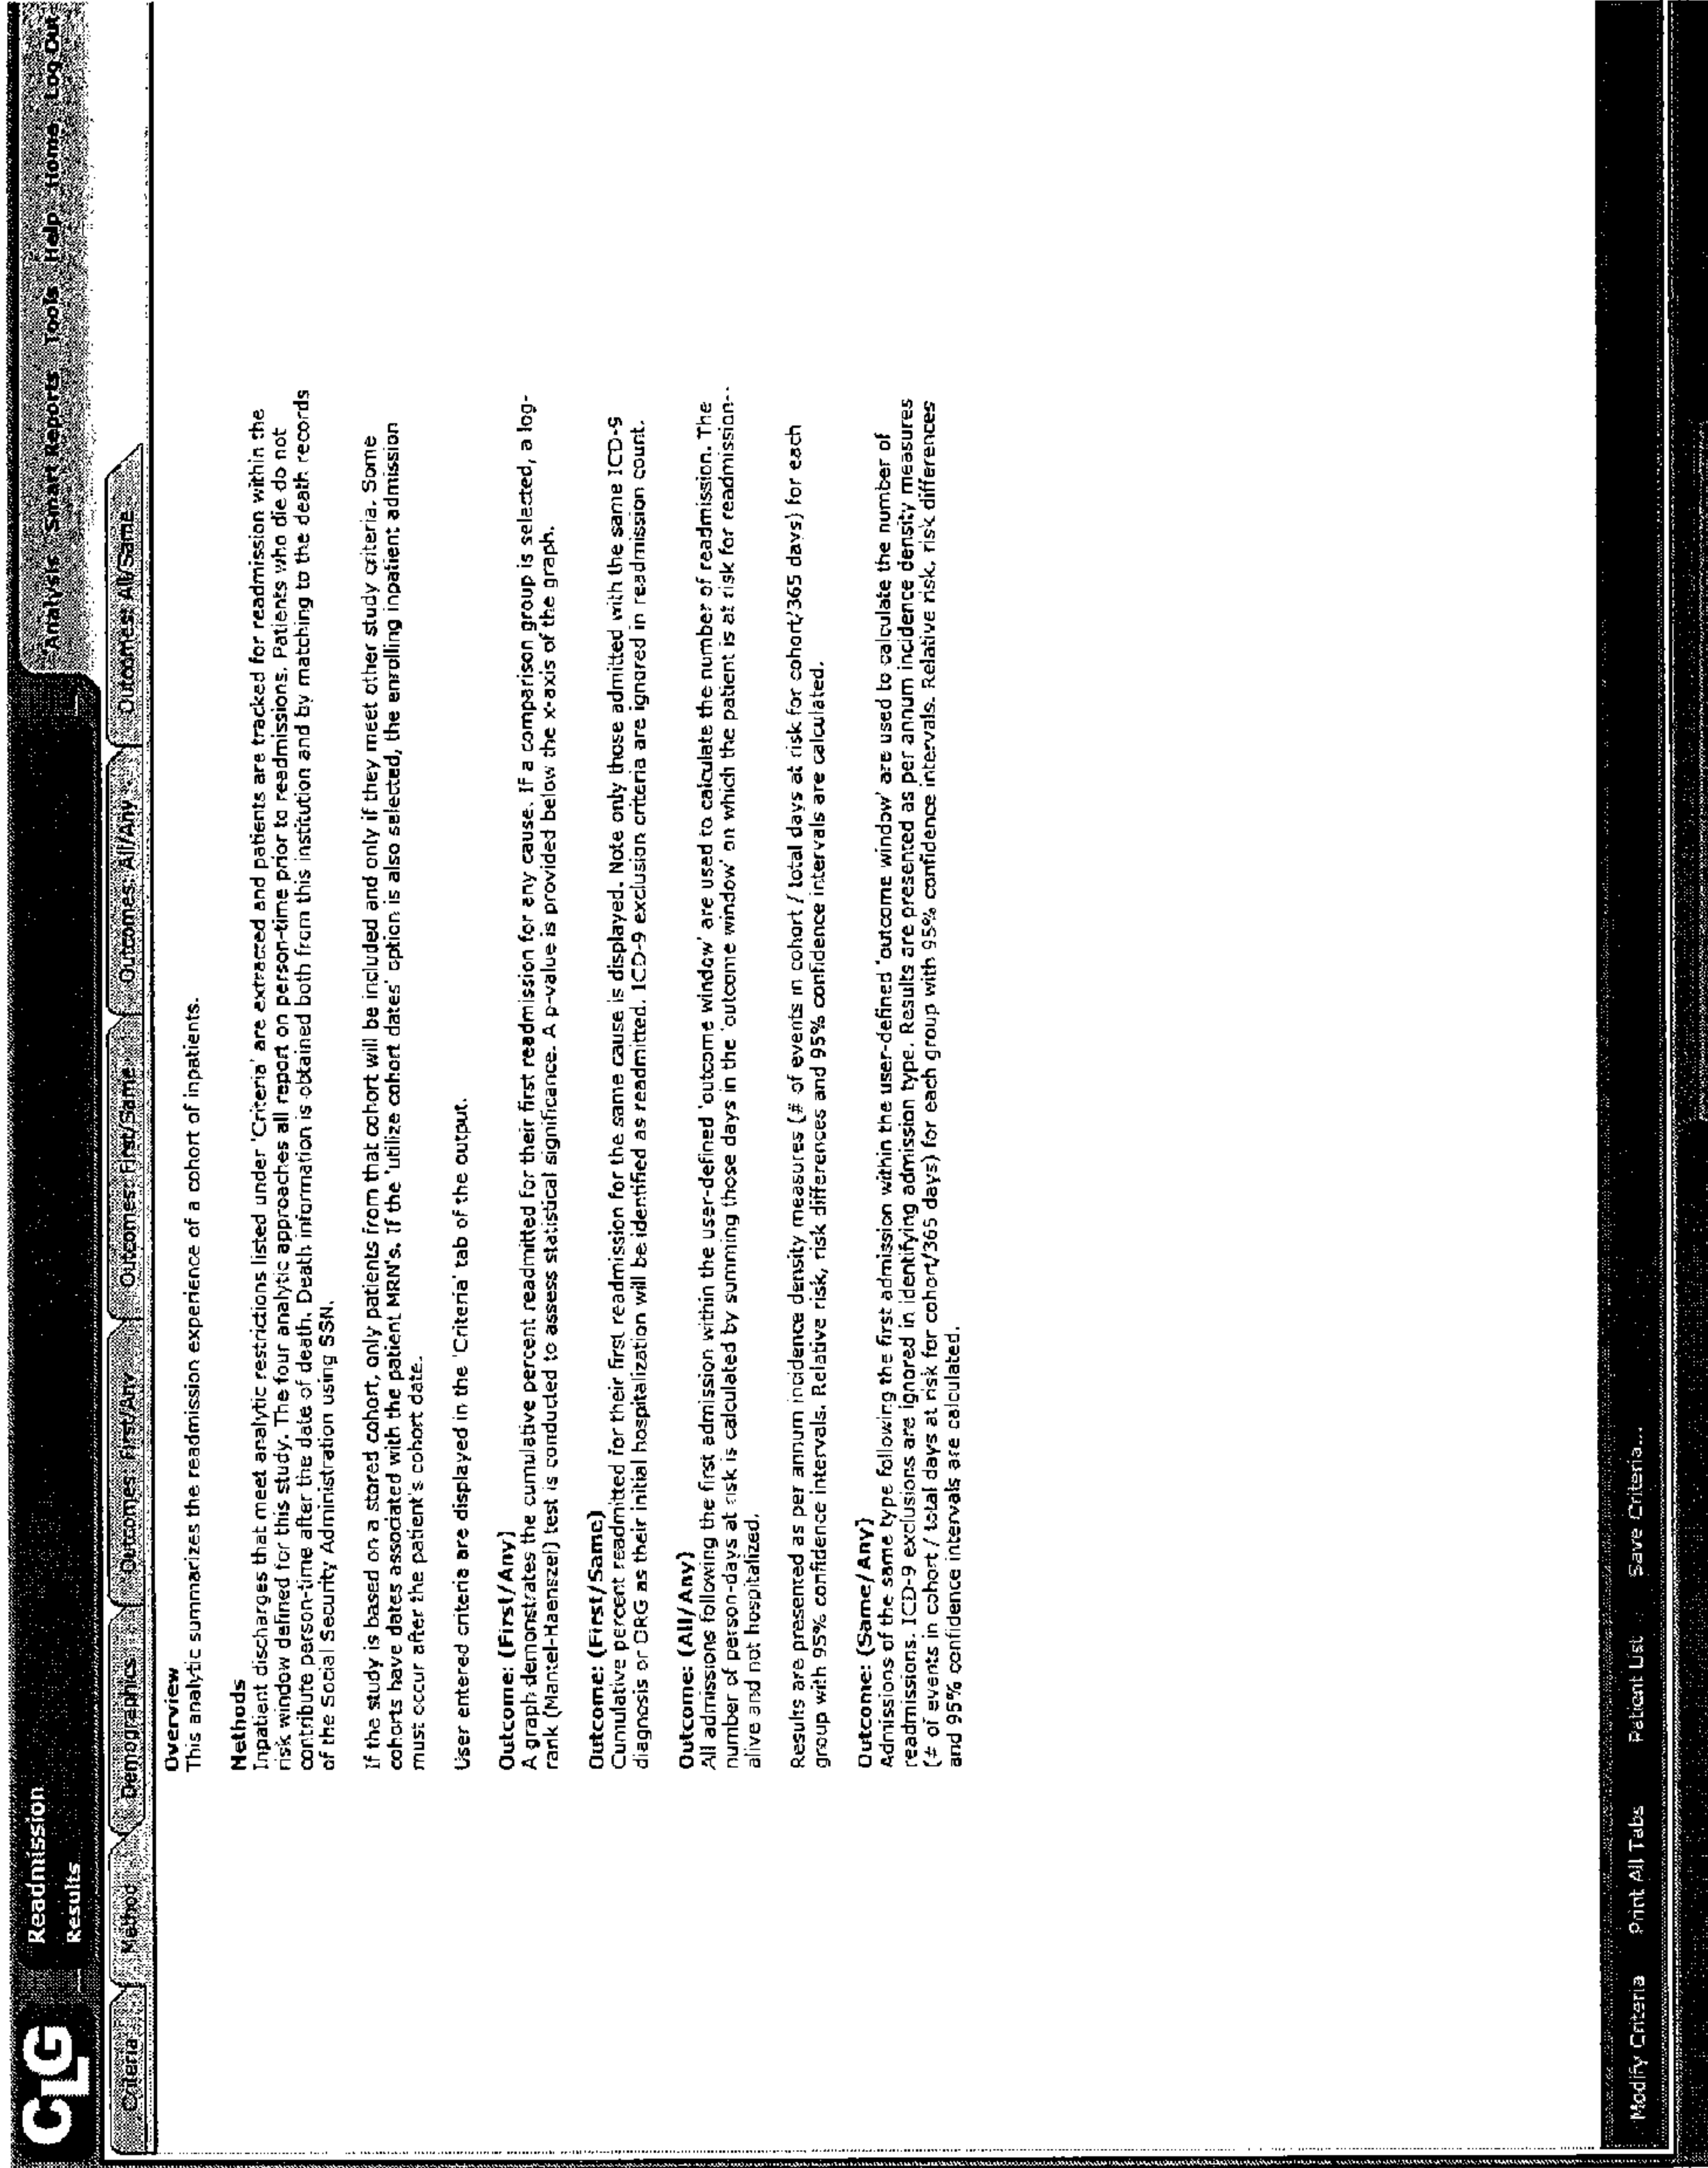 CLG
Readmission
Results
Analysis Smart Reports Tools Help Home Log Out
Criteria Method Demographics Outcomes: First/Any Outcomes: First/Same Outcomes: All/Any Outcomes: All/Same
Overview
This analytic summarizes the readmission experience of a cohort of inpatients.
Methods
Inpatient discharges that meet analytic restrictions listed under 'Criteria' are extracted and patients are tracked for readmission within the
risk window defined for this study. The four analytic approaches all report on person-time prior to readmissions. Patients who die do not
contribute person-time after the date of death. Death information is obtained both from this institution and by matching to the death records
of the Social Security Administration using SSN.
If the study is based on a stored cohort, only patients from that cohort will be included and only if they meet other study criteria. Some
cohorts have dates associated with the patient MRN's. If the 'utilize cohort dates' option is also selected, the enrolling inpatient admission
must occur after the patient's cohort date.
User entered criteria are displayed in the 'Criteria' tab of the output.
Outcome: (First/Any)
A graph demonstrates the cumulative percent readmitted for their first readmission for any cause. If a comparison group is selected, a log-
rank (Mantel-Haenszel) test is conducted to assess statistical significance. A p-value is provided below the x-axis of the graph.
Outcome: (First/Same)
Cumulative percent readmitted for their first readmission for the same cause is displayed. Note only those admitted with the same ICD-9
diagnosis or DRG as their initial hospitalization will be identified as readmitted. ICD-9 exclusion criteria are ignored in readmission count.
Outcome: (All/Any)
All admissions following the first admission within the user-defined 'outcome window' are used to calculate the number of readmission. The
number of person-days at risk is calculated by summing those days in the 'outcome window' on which the patient is at risk for readmission--
alive and not hospitalized.
Results are presented as per annum incidence density measures (# of events in cohort / total days at risk for cohort/365 days) for each
group with 95% confidence intervals. Relative risk, risk differences and 95% confidence intervals are calculated.
Outcome: (Same/Any)
Admissions of the same type following the first admission within the user-defined 'outcome window' are used to calculate the number of
readmissions. ICD-9 exclusions are ignored in identifying admission type. Results are presented as per annum incidence density measures
(# of events in cohort / total days at risk for cohort/365 days) for each group with 95% confidence intervals. Relative risk, risk differences
and 95% confidence intervals are calculated.
Modify Criteria Print All Tabs Patient List Save Criteria...